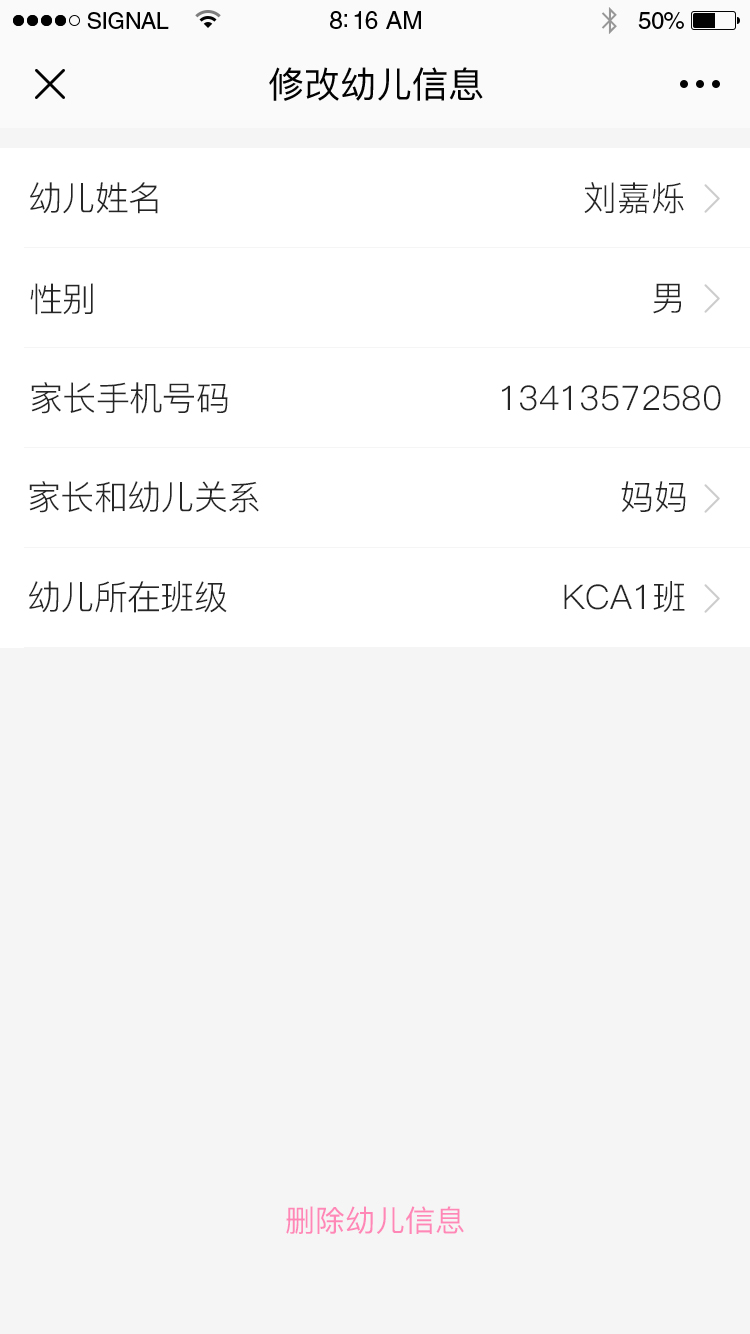 SIGNAL 8:16 AM 50%
修改幼儿信息
幼儿姓名 刘嘉烁
性别 男
家长手机号码 13413572580
家长和幼儿关系 妈妈
幼儿所在班级 KCA1班
删除幼儿信息